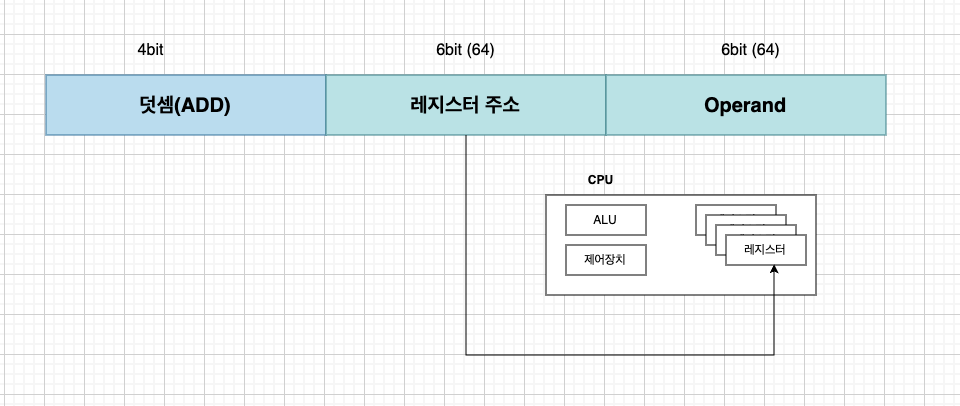 4bit
6bit (64)
6bit (64)
덧셈(ADD)
레지스터 주소
Operand
CPU
ALU
제어장치
레지스터